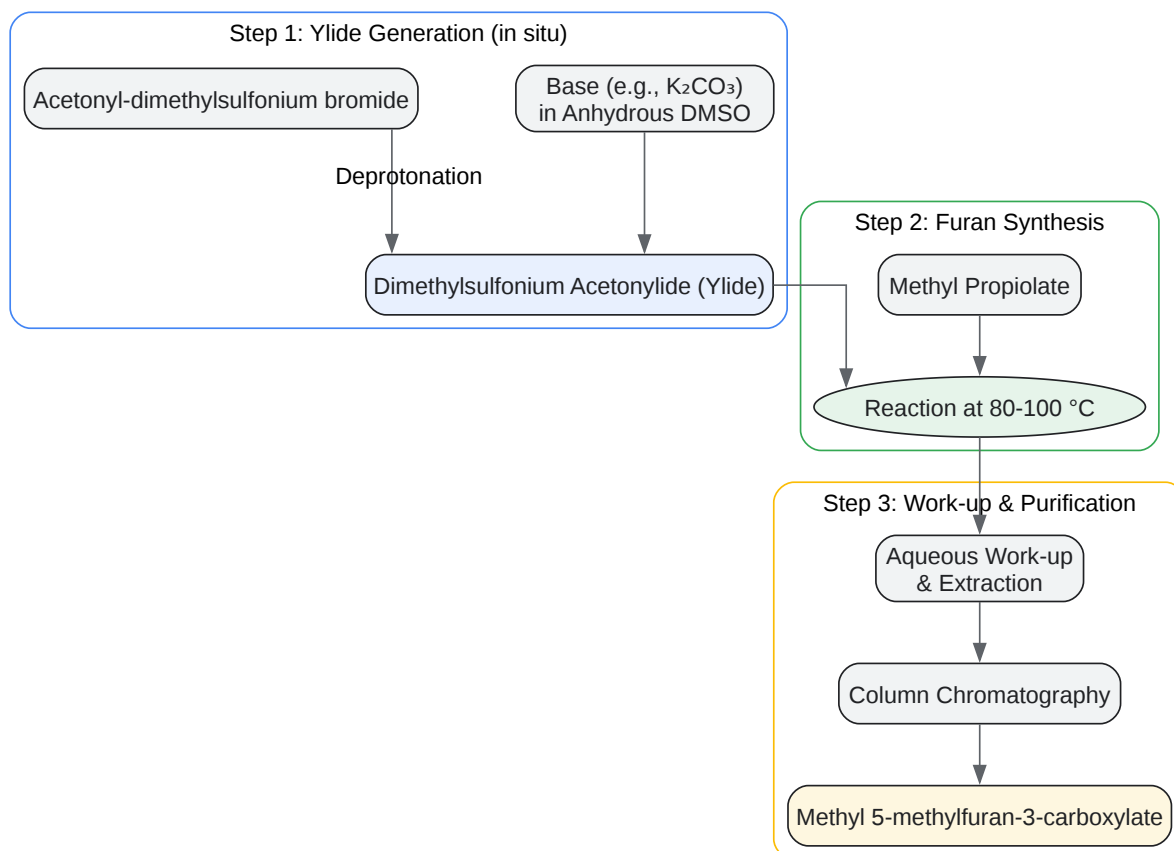 Step 1: Ylide Generation (in situ)
Acetonyl-dimethylsulfonium bromide
Base (e.g., K₂CO₃)
in Anhydrous DMSO
Deprotonation
Dimethylsulfonium Acetonylide (Ylide)
Step 2: Furan Synthesis
Methyl Propiolate
Reaction at 80-100 °C
Step 3: Work-up & Purification
Aqueous Work-up
& Extraction
Column Chromatography
Methyl 5-methylfuran-3-carboxylate